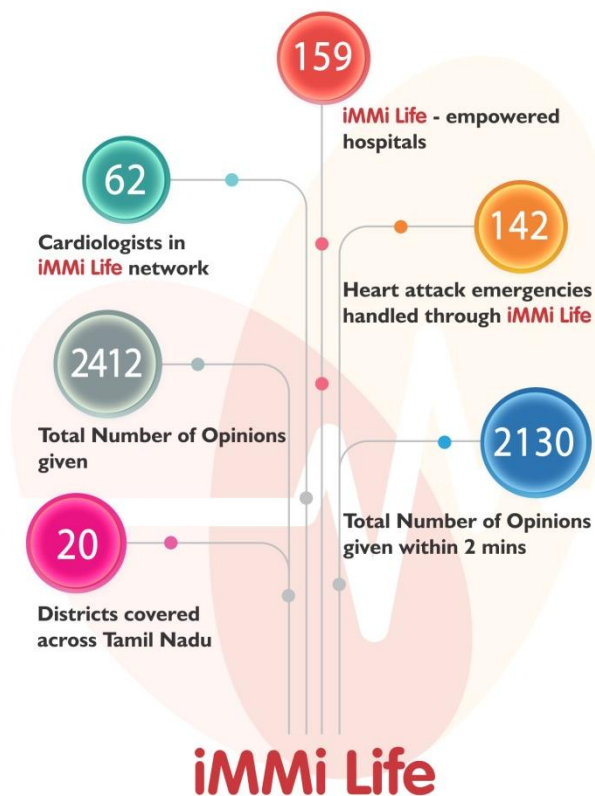 159
iMMi Life - empowered
hospitals
62
Cardiologists in
iMMi Life network
142
Heart attack emergencies
handled through iMMi Life
2412
Total Number of Opinions
given
2130
Total Number of Opinions
given within 2 mins
20
Districts covered
across Tamil Nadu
iMMi Life